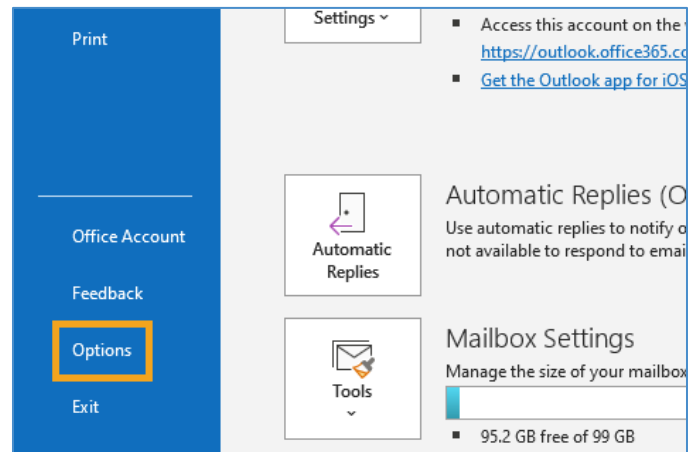 Print
Office Account
Feedback
Options
Exit
Settings
Access this account on the
https://outlook.office365.co
Get the Outlook app for iOS
Automatic
Replies
Automatic Replies (O
Use automatic replies to notify o
not available to respond to emai
Tools
Mailbox Settings
Manage the size of your mailbox
95.2 GB free of 99 GB